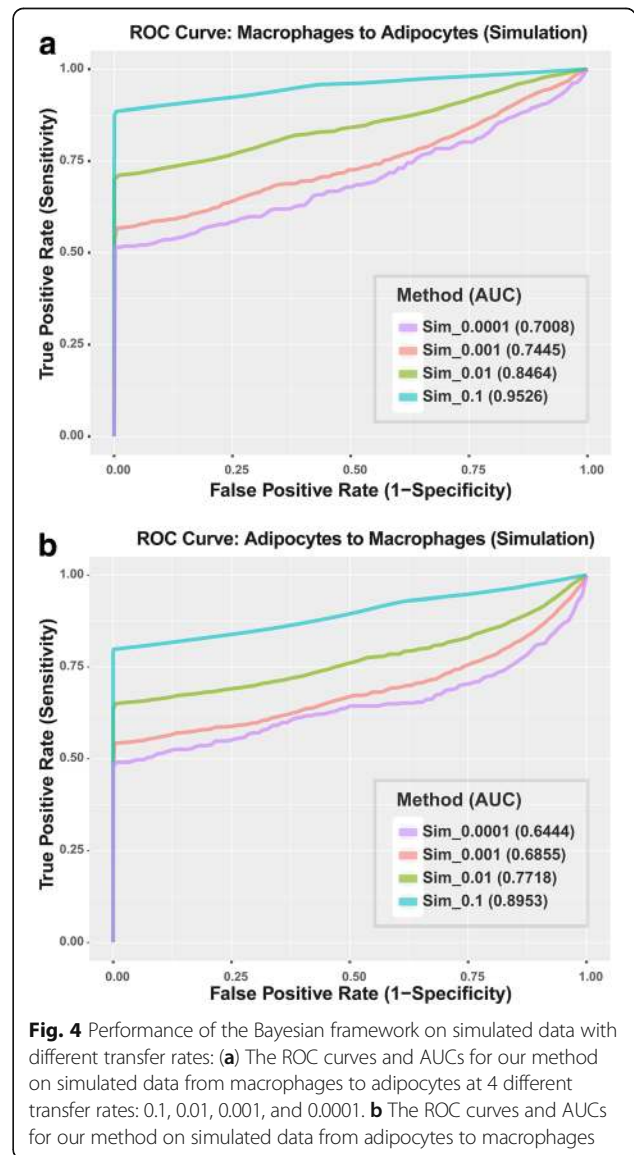 a
ROC Curve: Macrophages to Adipocytes (Simulation)
True Positive Rate (Sensitivity)
1.00
0.75
0.50
0.25
0.00
Method (AUC)
Sim_0.0001 (0.7008)
Sim_0.001 (0.7445)
Sim_0.01 (0.8464)
Sim_0.1 (0.9526)
0.00 0.25 0.50 0.75 1.00
False Positive Rate (1−Specificity)
b
ROC Curve: Adipocytes to Macrophages (Simulation)
True Positive Rate (Sensitivity)
1.00
0.75
0.50
0.25
0.00
Method (AUC)
Sim_0.0001 (0.6444)
Sim_0.001 (0.6855)
Sim_0.01 (0.7718)
Sim_0.1 (0.8953)
0.00 0.25 0.50 0.75 1.00
False Positive Rate (1−Specificity)
Fig. 4 Performance of the Bayesian framework on simulated data with
different transfer rates: (a) The ROC curves and AUCs for our method
on simulated data from macrophages to adipocytes at 4 different
transfer rates: 0.1, 0.01, 0.001, and 0.0001. b The ROC curves and AUCs
for our method on simulated data from adipocytes to macrophages